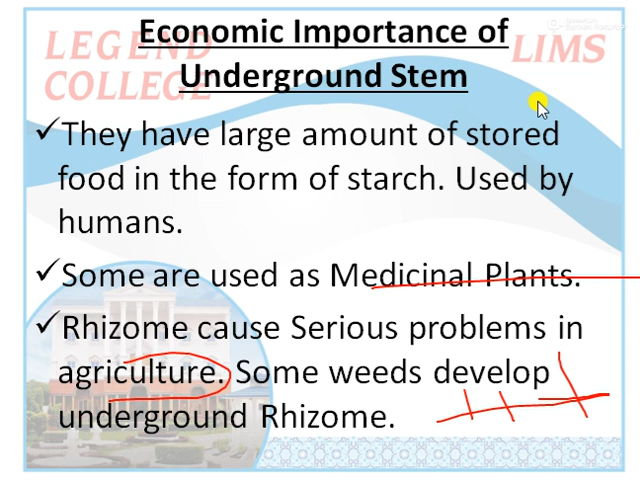 Economic Importance of
LEGEND LIMS
Underground Stem
COLLEGE
✓They have large amount of stored
food in the form of starch. Used by
humans.
✓Some are used as Medicinal Plants.
✓Rhizome cause Serious problems in
agriculture. Some weeds develop
underground Rhizome.